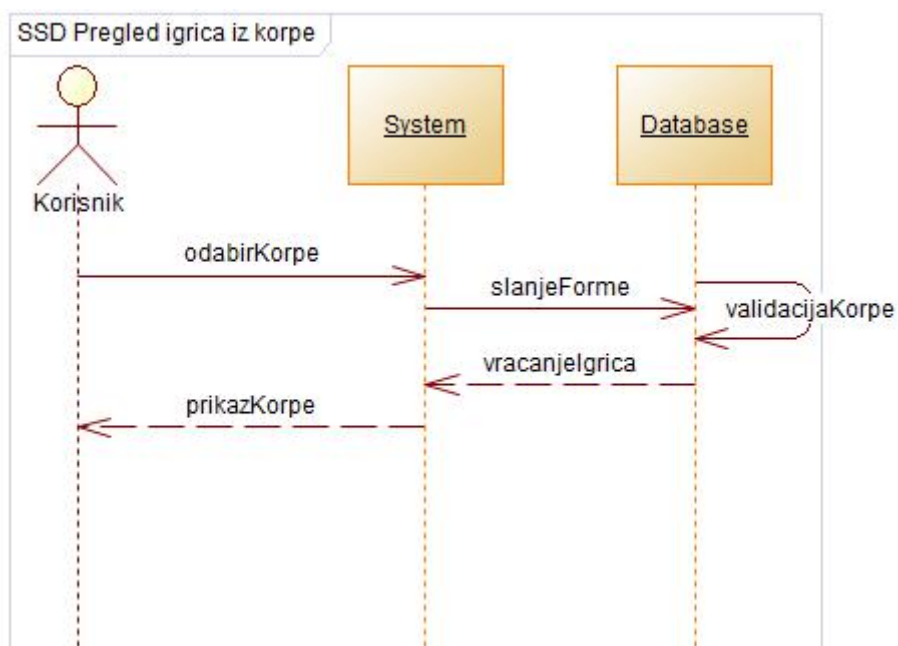 SSD Pregled igrica iz korpe
System
Database
Korisnik
odabirKorpe
slanjeForme
validacijaKorpe
vracanjeIgrica
prikazKorpe